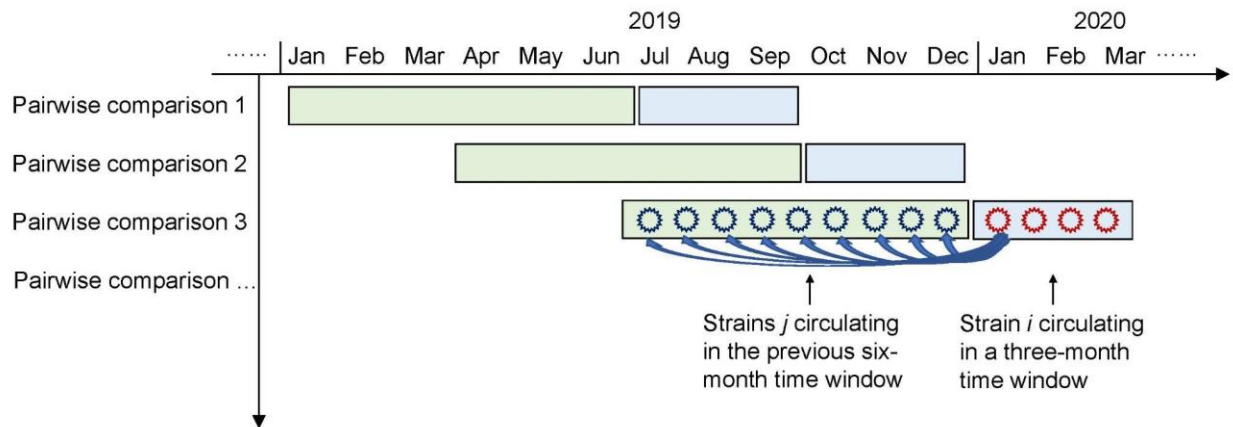 2019 2020
...... Jan Feb Mar Apr May Jun Jul Aug Sep Oct Nov Dec Jan Feb Mar ......
Pairwise comparison 1
Pairwise comparison 2
Pairwise comparison 3
Pairwise comparison ...
Strains j circulating
in the previous six-
month time window
Strain i circulating
in a three-month
time window